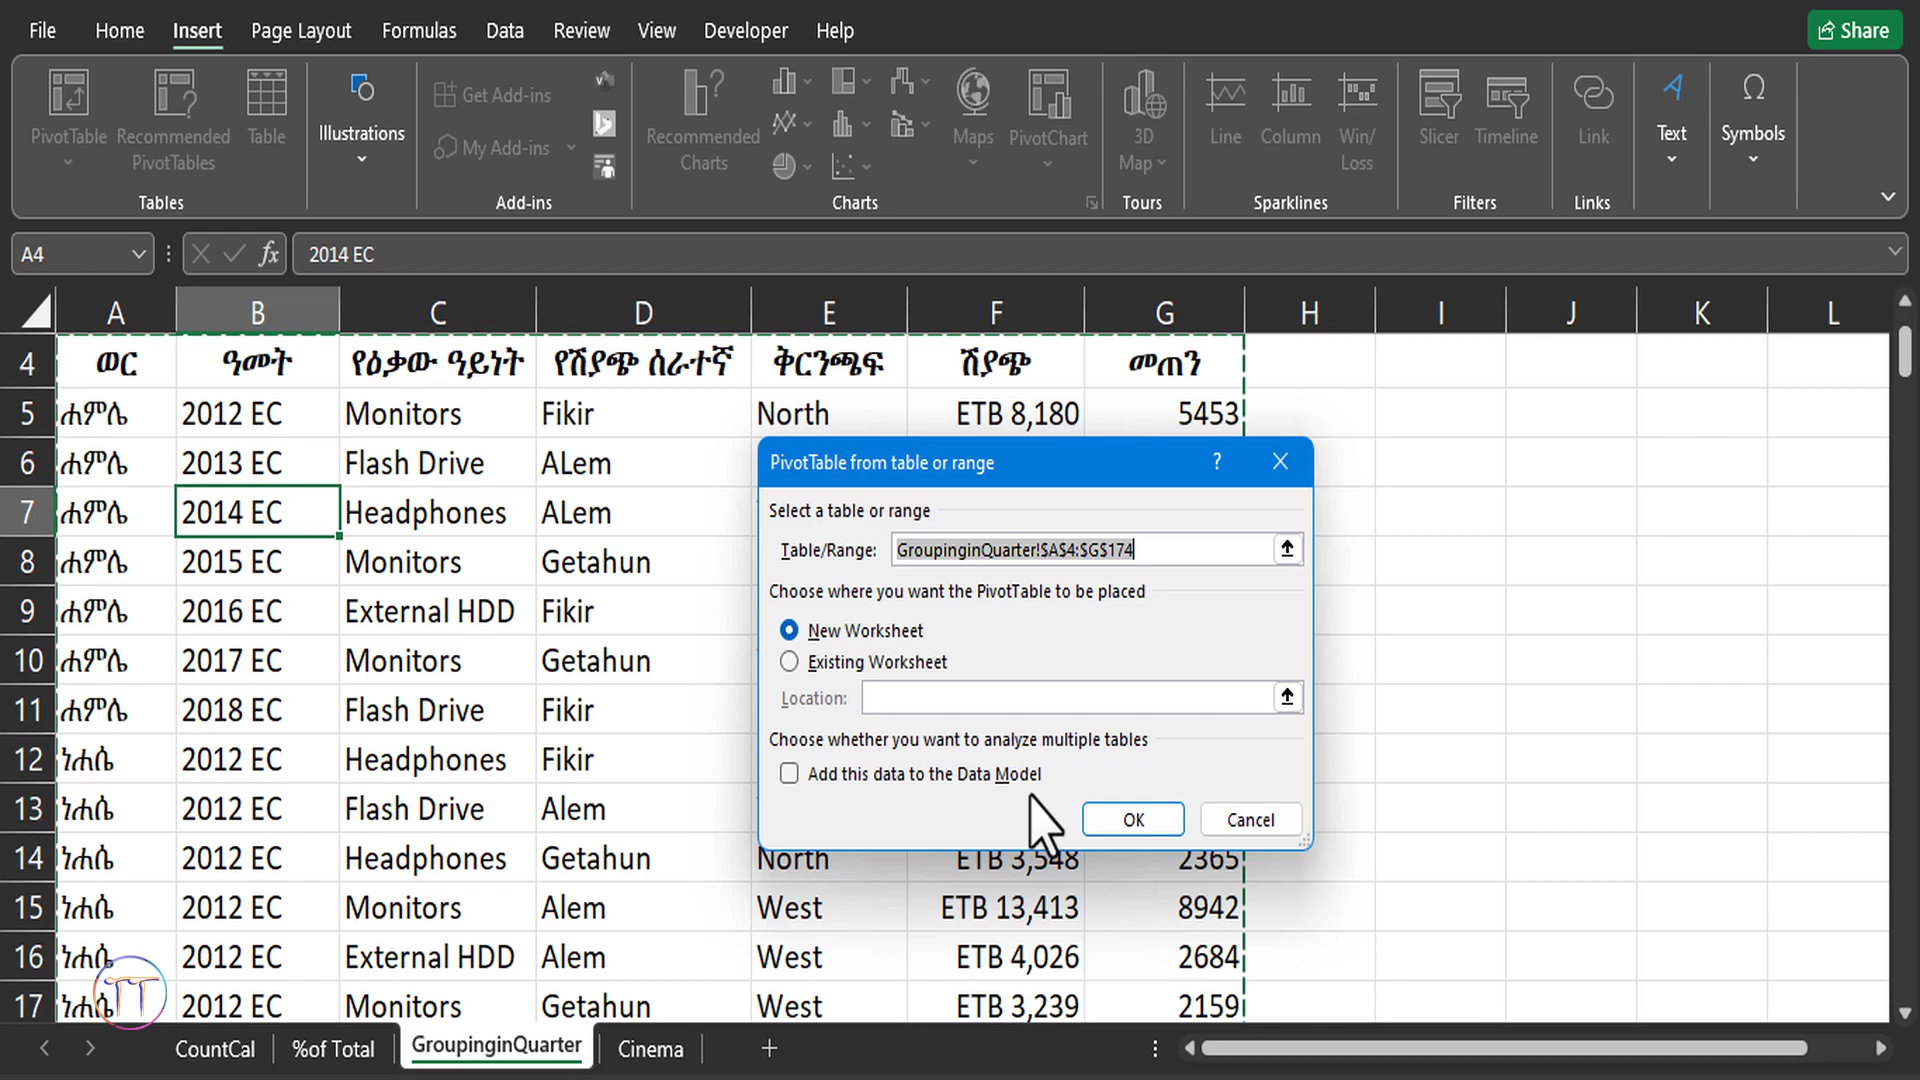 File Home Insert Page Layout Formulas Data Review View Developer Help Share
PivotTable Recommended PivotTables Table Illustrations Get Add-ins My Add-ins Recommended Charts Maps PivotChart 3D Map Line Column Win/Loss Slicer Timeline Link Text Symbols
Tables Add-ins Charts Tours Sparklines Filters Links
A4 fx 2014 EC
A B C D E F G H I J K L
4 ወር ዓመት የዕቃው ዓይነት የሽያጭ ሰራተኛ ቅርንጫፍ ሽያጭ መጠን
5 ሐምሌ 2012 EC Monitors Fikir North ETB 8,180 5453
6 ሐምሌ 2013 EC Flash Drive ALem
7 ሐምሌ 2014 EC Headphones ALem
8 ሐምሌ 2015 EC Monitors Getahun
9 ሐምሌ 2016 EC External HDD Fikir
10 ሐምሌ 2017 EC Monitors Getahun
11 ሐምሌ 2018 EC Flash Drive Fikir
12 ነሐሴ 2012 EC Headphones Fikir
13 ነሐሴ 2012 EC Flash Drive Alem
14 ነሐሴ 2012 EC Headphones Getahun North ETB 3,548 2365
15 ነሐሴ 2012 EC Monitors Alem West ETB 13,413 8942
16 ነሐሴ 2012 EC External HDD Alem West ETB 4,026 2684
17 ነሐሴ 2012 EC Monitors Getahun West ETB 3,239 2159
PivotTable from table or range ?
Select a table or range
Table/Range: GroupinginQuarter!$A$4:$G$174
Choose where you want the PivotTable to be placed
New Worksheet
Existing Worksheet
Location:
Choose whether you want to analyze multiple tables
Add this data to the Data Model
OK Cancel
CountCal %of Total GroupinginQuarter Cinema